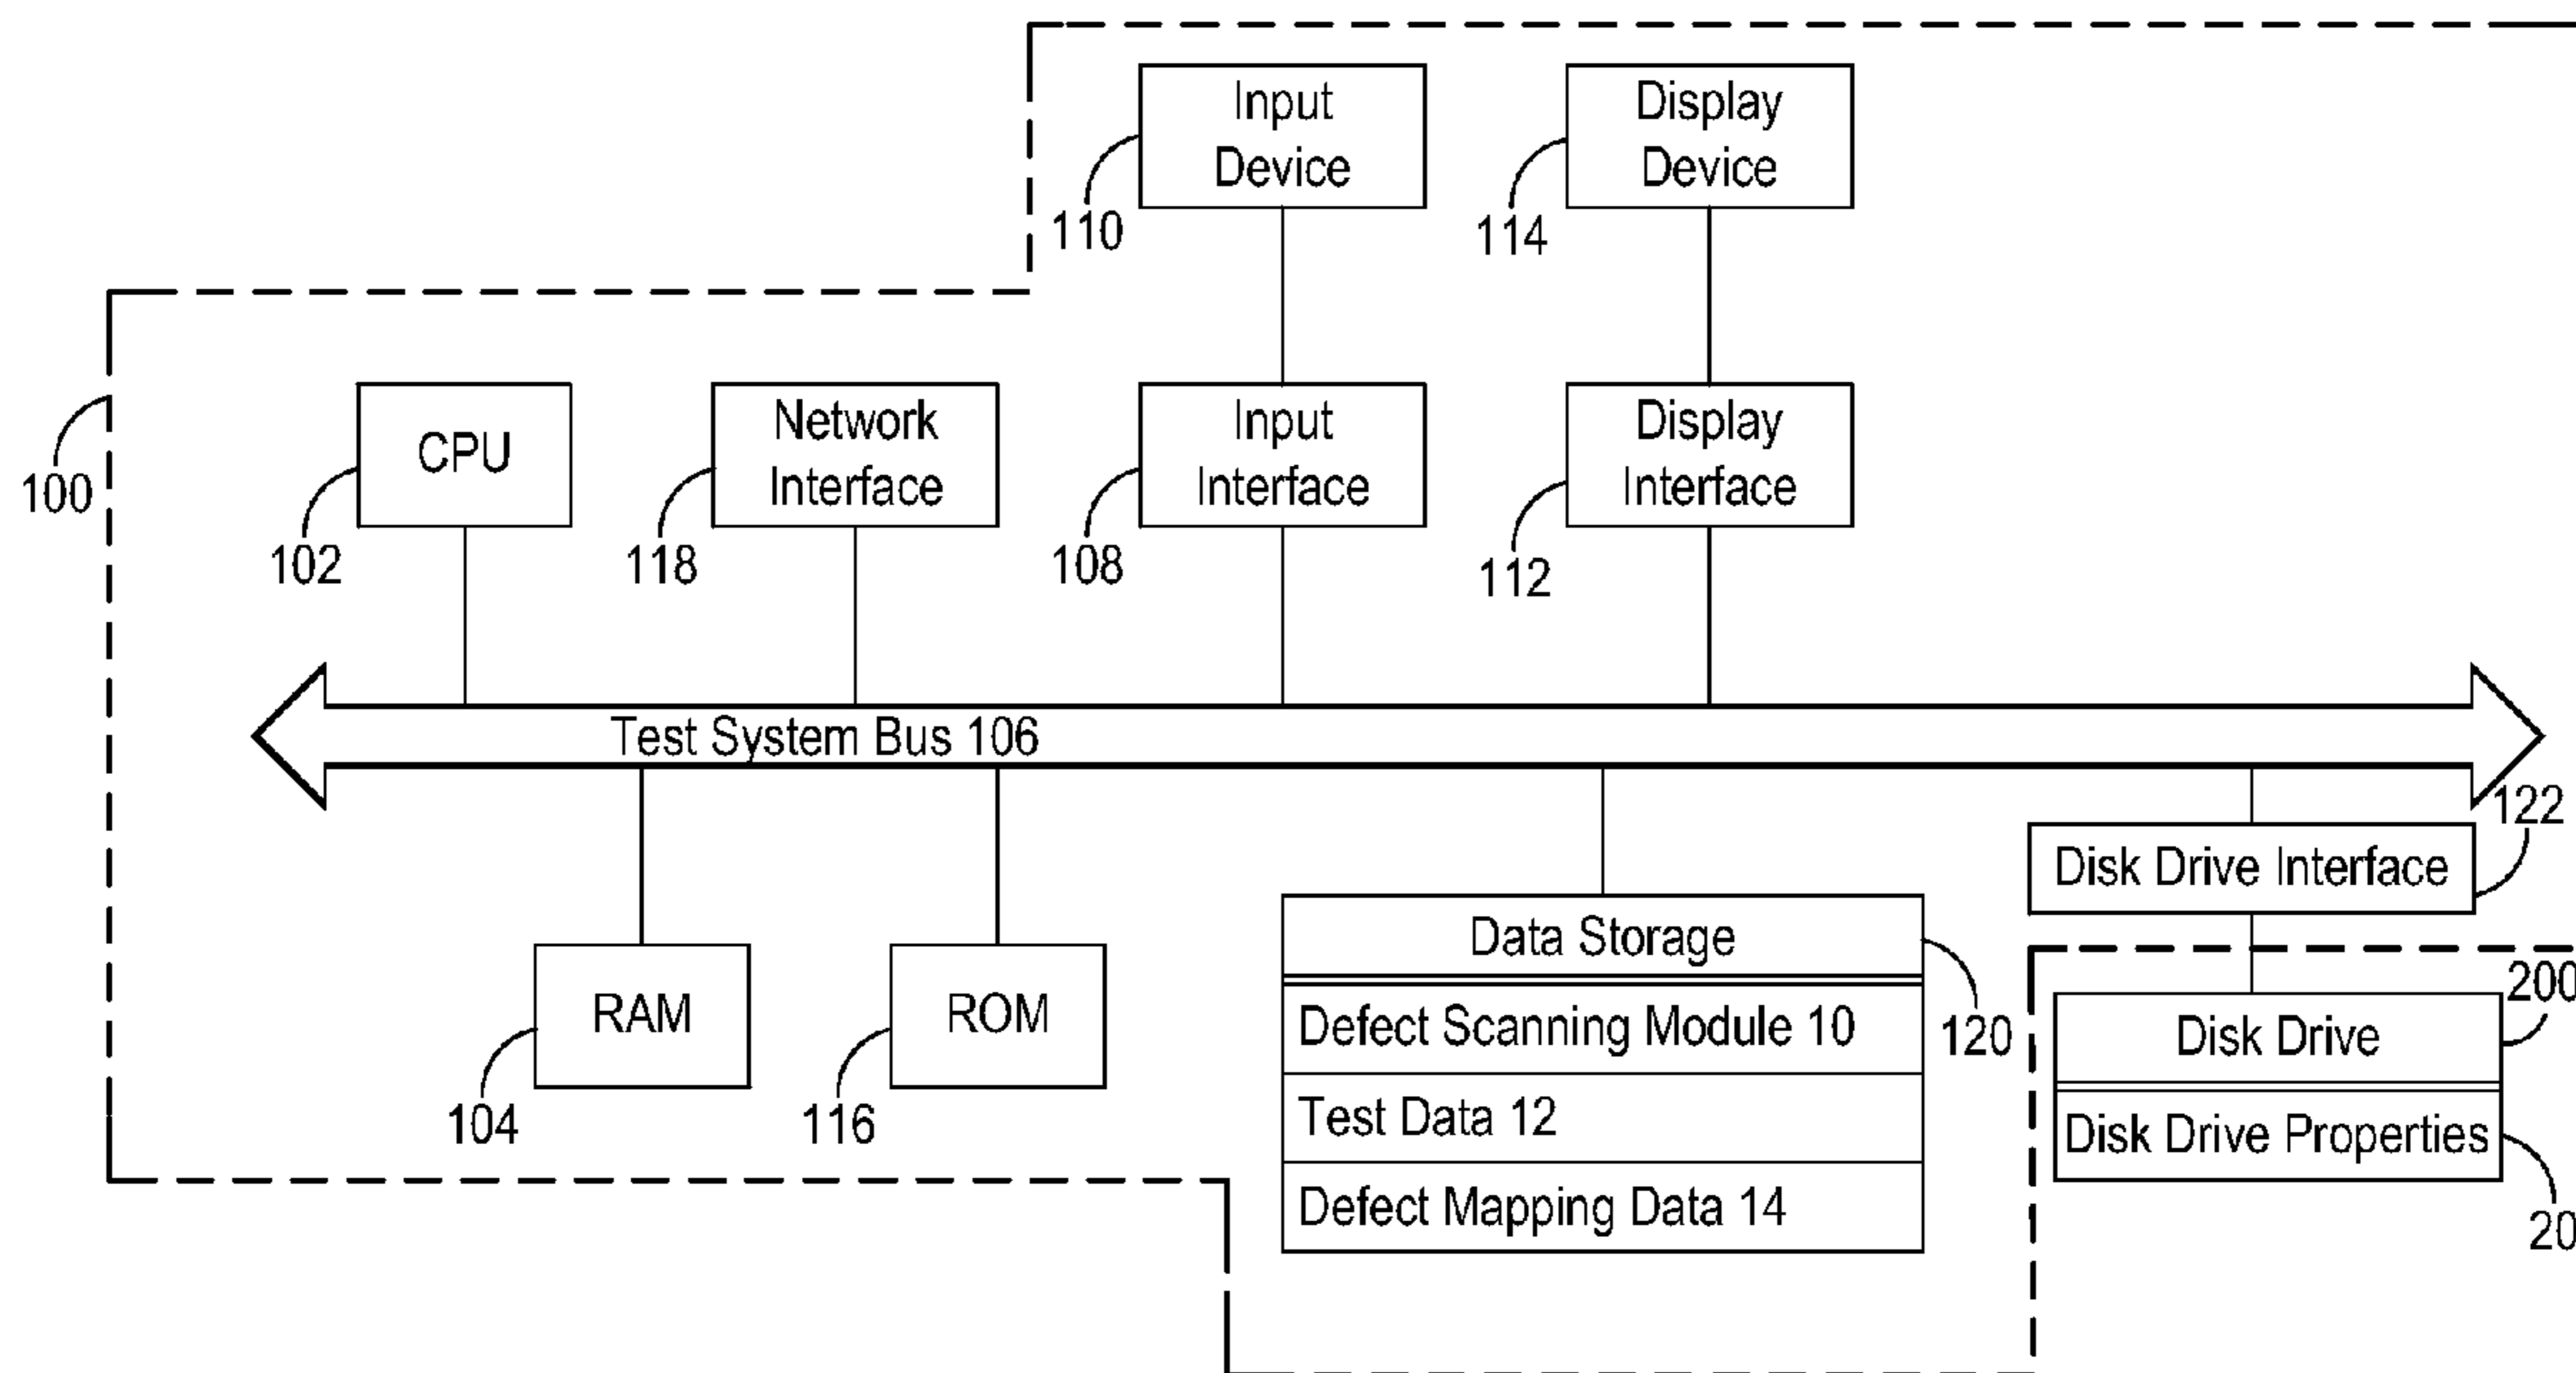 Input
Device
110
Display
Device
114
CPU
102
Network
Interface
118
Input
Interface
108
Display
Interface
112
100
Test System Bus 106
122
Disk Drive Interface
RAM
104
ROM
116
Data Storage
Defect Scanning Module 10
Test Data 12
Defect Mapping Data 14
120
200
Disk Drive
Disk Drive Properties
20